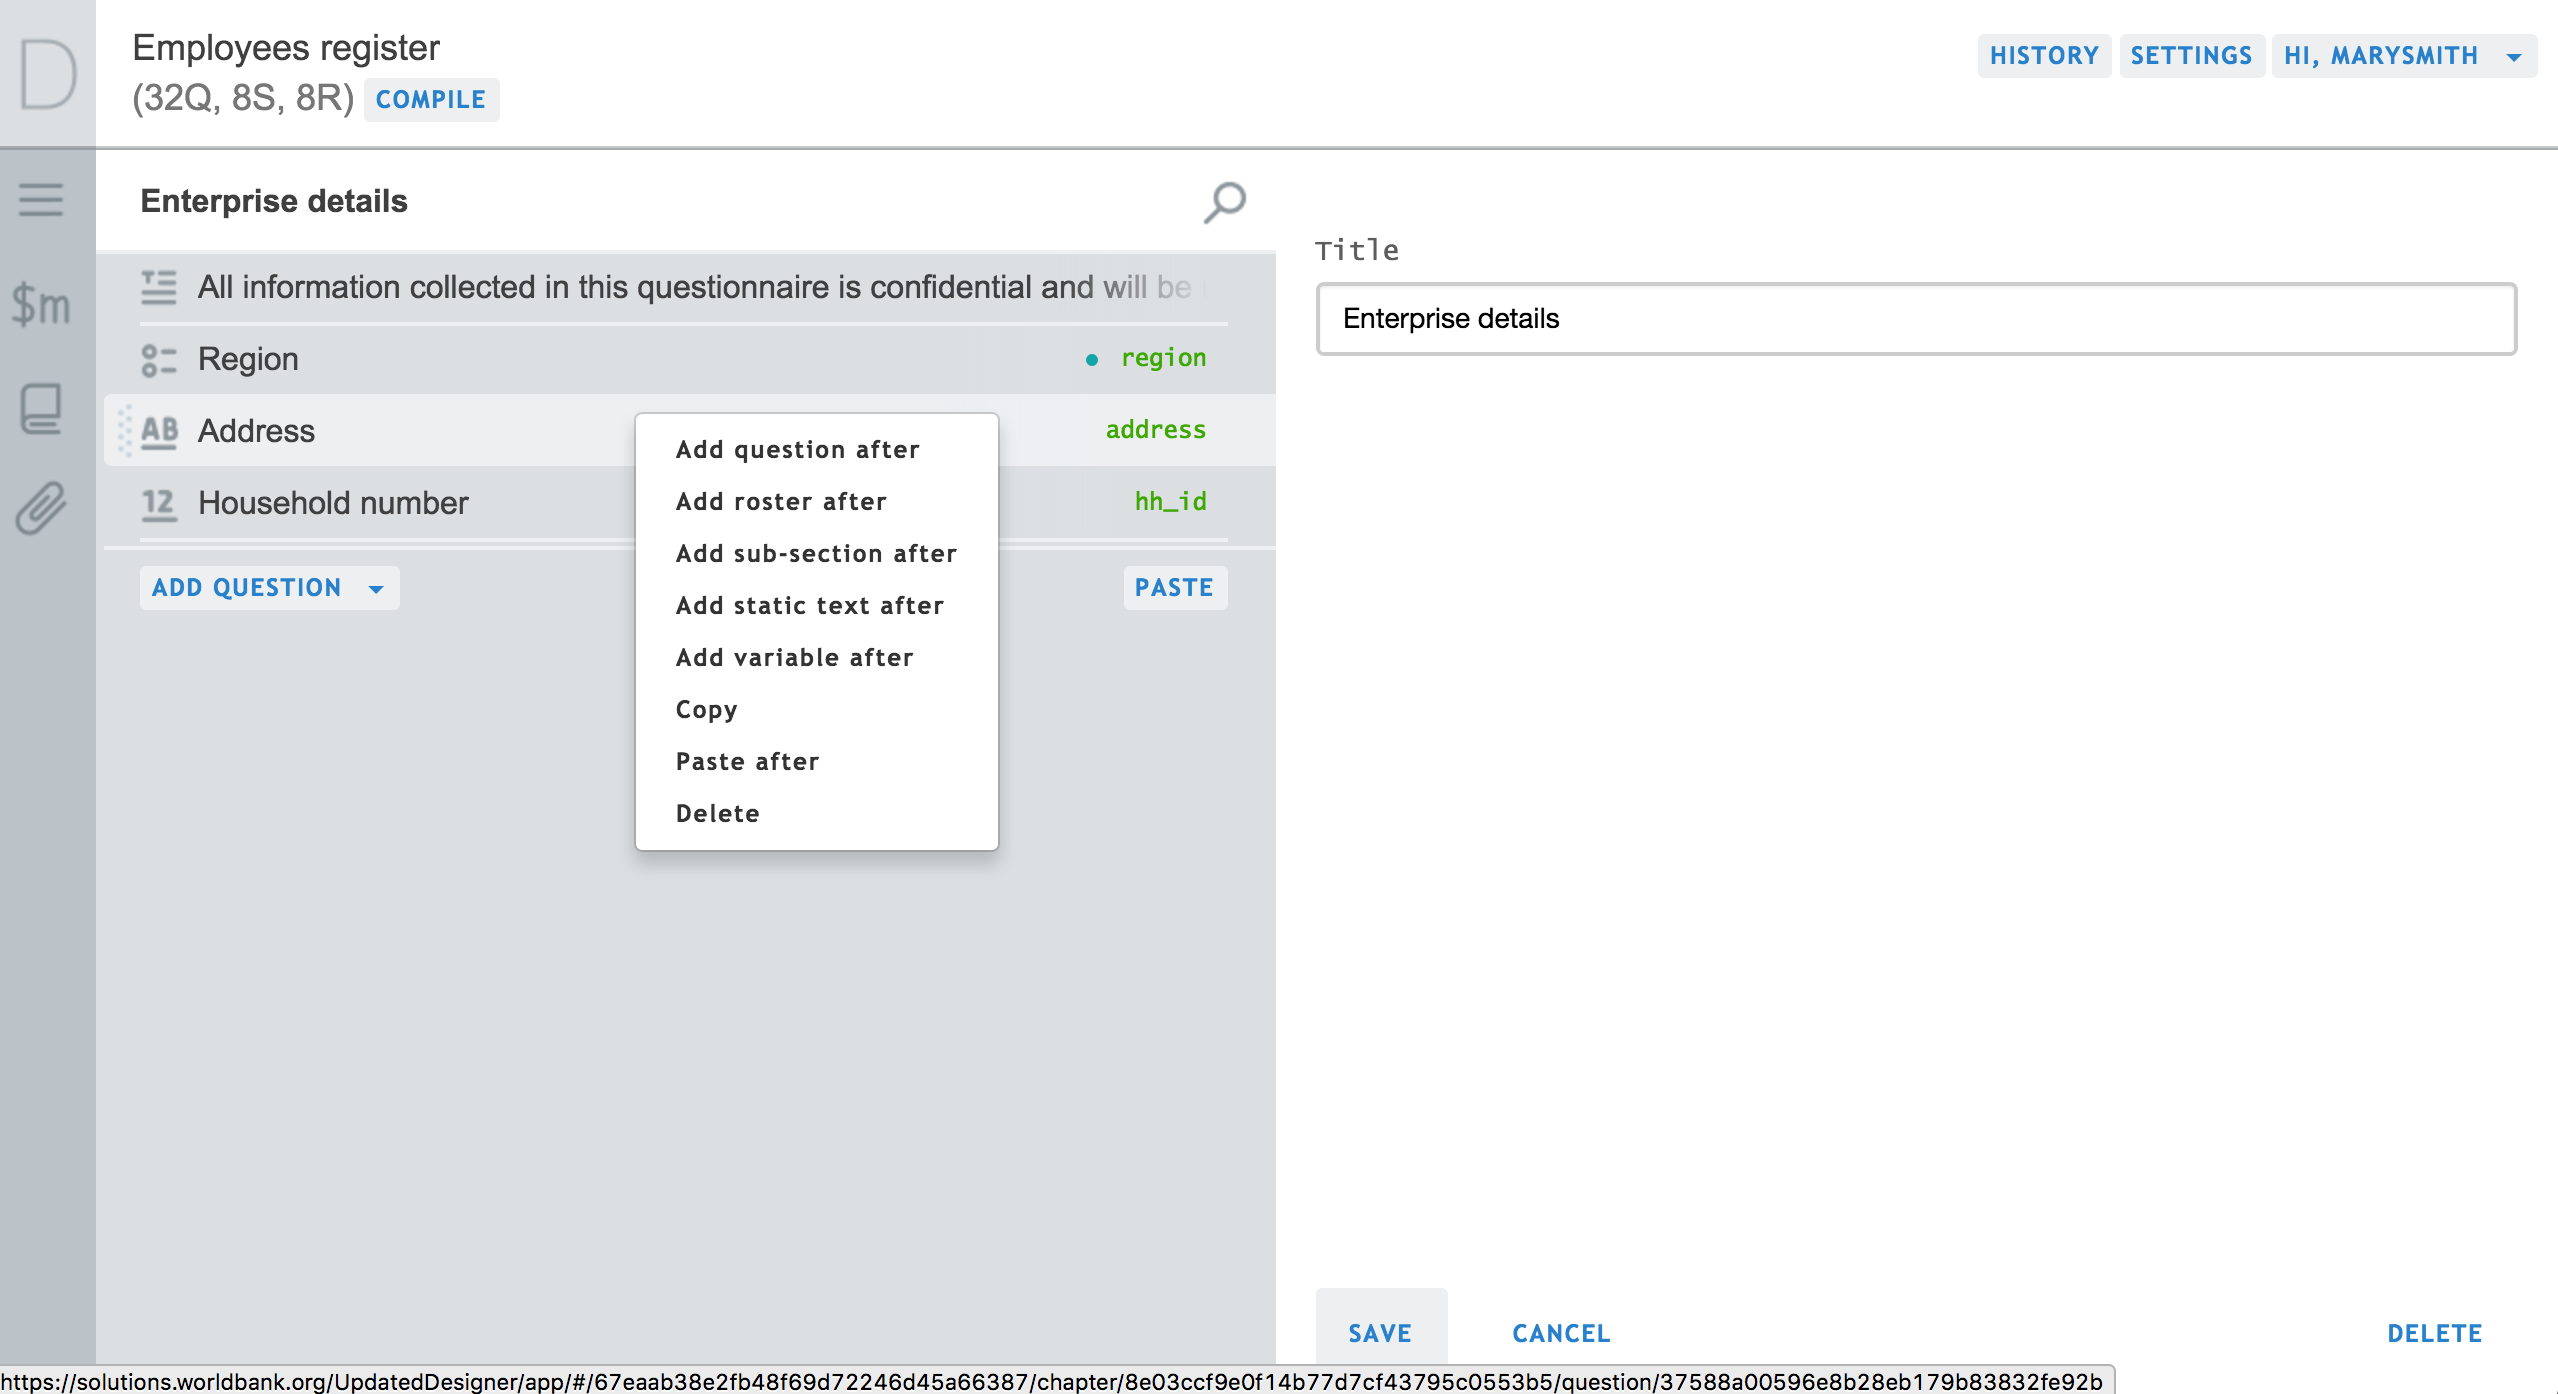 D
Employees register
(32Q, 8S, 8R) COMPILE
HISTORY SETTINGS HI, MARYSMITH
$m
Enterprise details
All information collected in this questionnaire is confidential and will be
Region region
AB Address address
12 Household number hh_id
ADD QUESTION PASTE
Add question after
Add roster after
Add sub-section after
Add static text after
Add variable after
Copy
Paste after
Delete
Title
Enterprise details
SAVE CANCEL DELETE
https://solutions.worldbank.org/UpdatedDesigner/app/#/67eaab38e2fb48f69d72246d45a66387/chapter/8e03ccf9e0f14b77d7cf43795c0553b5/question/37588a00596e8b28eb179b83832fe92b